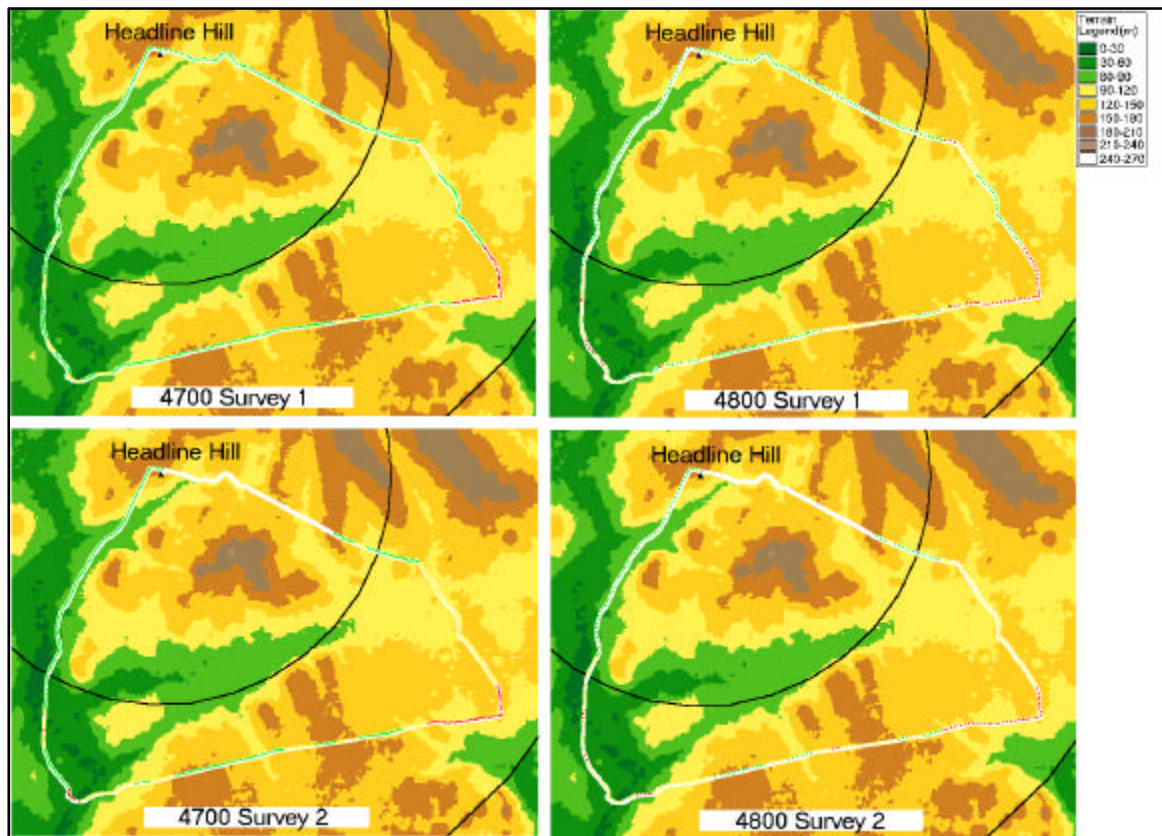 Headline Hill
Headline Hill
Terrain
Legend(m)
0-30
30-60
60-90
90-120
120-150
150-180
180-210
210-240
240-270
4700 Survey 1
4800 Survey 1
Headline Hill
Headline Hill
4700 Survey 2
4800 Survey 2